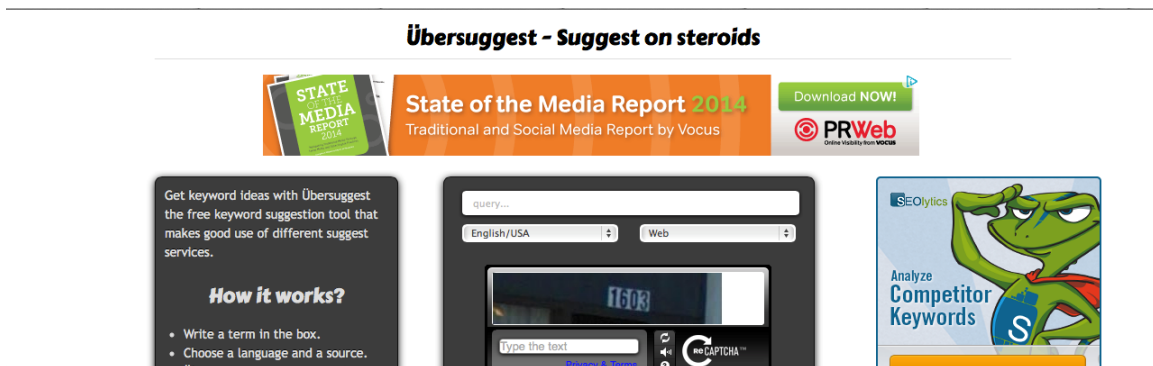 Übersuggest - Suggest on steroids
STATE
OF THE
MEDIA
REPORT
2014
State of the Media Report 2014
Traditional and Social Media Report by Vocus
Download NOW!
PRWeb
Online Visibility from VOCUS
Get keyword ideas with Übersuggest
the free keyword suggestion tool that
makes good use of different suggest
services.
How it works?
Write a term in the box.
Choose a language and a source.
query...
English/USA
Web
1603
Type the text
Privacy & Terms
reCAPTCHA™
SEOlytics
Analyze
Competitor
Keywords
S